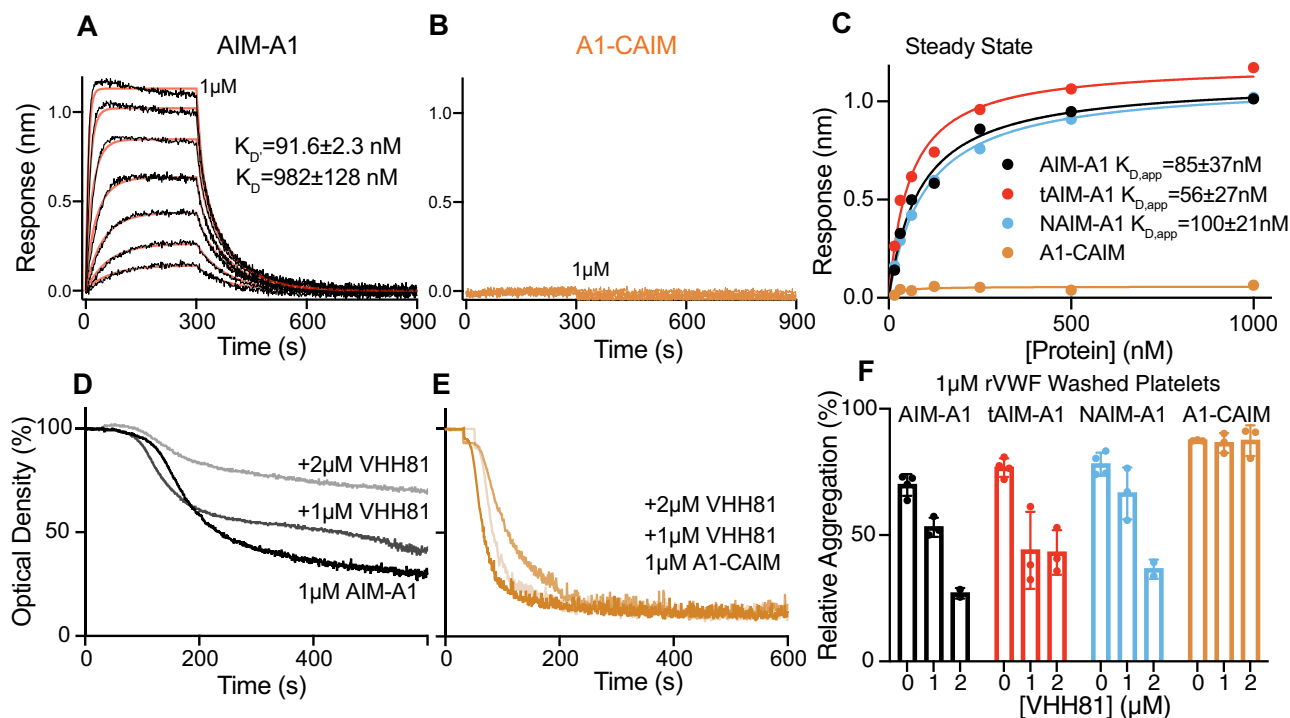 A
AIM-A1
1μM
K_D'=91.6±2.3 nM
K_D=982±128 nM
Response (nm)
1.0
0.5
0.0
0 300 600 900
Time (s)
B
A1-CAIM
1μM
1.0
0.5
0.0
0 300 600 900
Time (s)
C
Steady State
AIM-A1 K_D,app=85±37nM
tAIM-A1 K_D,app=56±27nM
NAIM-A1 K_D,app=100±21nM
A1-CAIM
Response (nm)
1.0
0.5
0.0
0 500 1000
[Protein] (nM)
D
+2μM VHH81
+1μM VHH81
1μM AIM-A1
Optical Density (%)
100
50
0
0 200 400
Time (s)
E
+2μM VHH81
+1μM VHH81
1μM A1-CAIM
0 200 400 600
Time (s)
F
1μM rVWF Washed Platelets
AIM-A1 tAIM-A1 NAIM-A1 A1-CAIM
Relative Aggregation (%)
100
50
0
0 1 2 0 1 2 0 1 2 0 1 2
[VHH81] (μM)